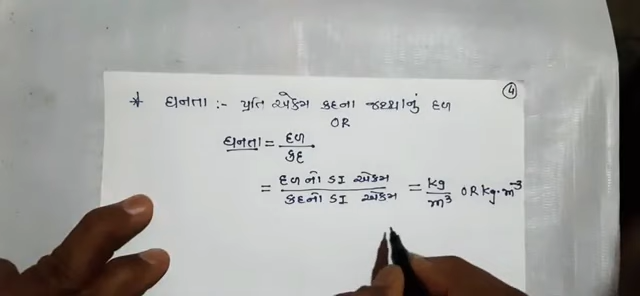 ④
* ઘનતા :- પ્રતિ એકમ કદના જથ્થાનું દળ
OR
ઘનતા = દળ / કદ
= દળનો SI એકમ / કદનો SI એકમ = kg / m³ OR kg·m⁻³